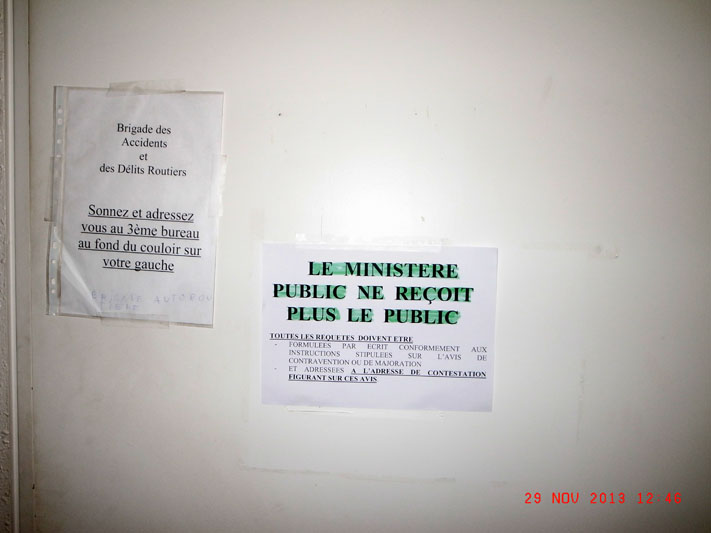 Brigade des
Accidents
et
des Délits Routiers
Sonnez et adressez
vous au 3ème bureau
au fond du couloir sur
votre gauche
LE MINISTERE
PUBLIC NE REÇOIT
PLUS LE PUBLIC
TOUTES LES REQUETES DOIVENT ETRE
- FORMULÉES PAR ECRIT CONFORMEMENT AUX
INSTRUCTIONS STIPULEES SUR L'AVIS DE
CONTRAVENTION OU DE MAJORATION
- ET ADRESSEES A L'ADRESSE DE CONTESTATION
FIGURANT SUR CES AVIS
29 NOV 2013 12:46